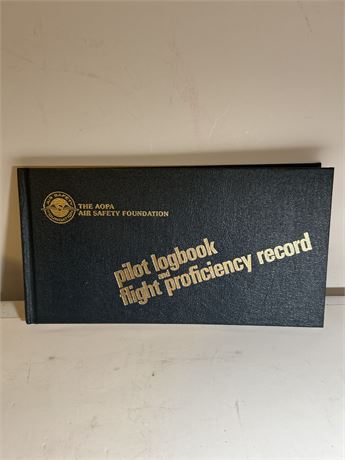 THE AOPA
AIR SAFETY FOUNDATION
pilot logbook
and
flight proficiency record